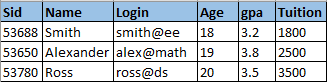 Sid Name Login Age gpa Tuition
53688 Smith smith@ee 18 3.2 1800
53650 Alexander alex@math 19 3.8 2500
53780 Ross ross@ds 20 3.5 3500